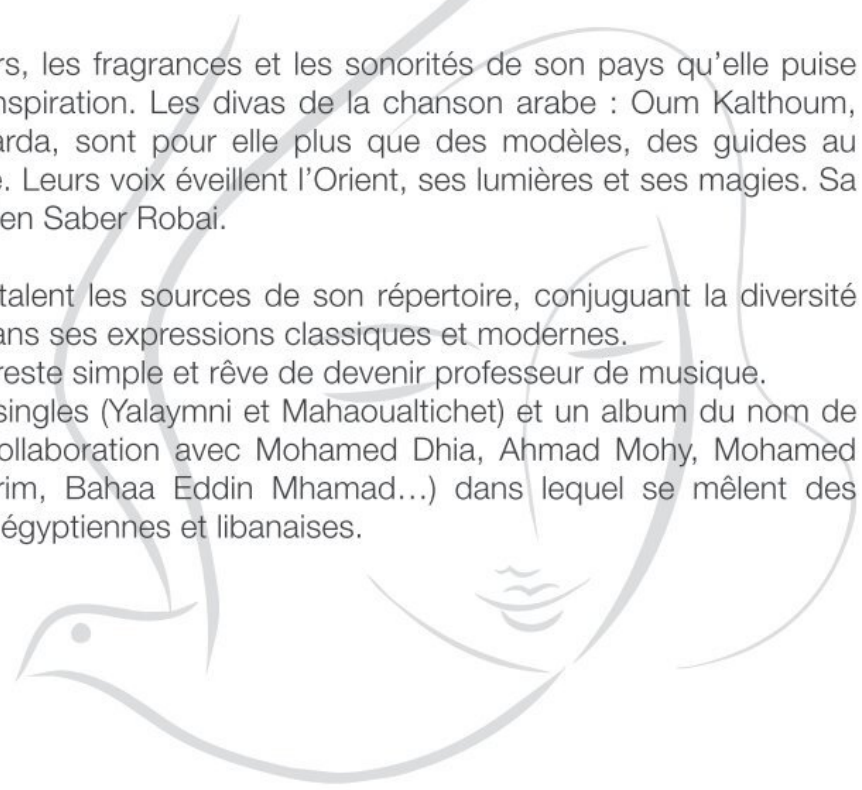 rs, les fragrances et les sonorités de son pays qu’elle puise
nspiration. Les divas de la chanson arabe : Oum Kalthoum,
arda, sont pour elle plus que des modèles, des guides au
e. Leurs voix éveillent l’Orient, ses lumières et ses magies. Sa
en Saber Robai.
talent les sources de son répertoire, conjuguant la diversité
ans ses expressions classiques et modernes.
reste simple et rêve de devenir professeur de musique.
singles (Yalaymni et Mahaoualtichet) et un album du nom de
ollaboration avec Mohamed Dhia, Ahmad Mohy, Mohamed
rim, Bahaa Eddin Mhamad…) dans lequel se mêlent des
égyptiennes et libanaises.